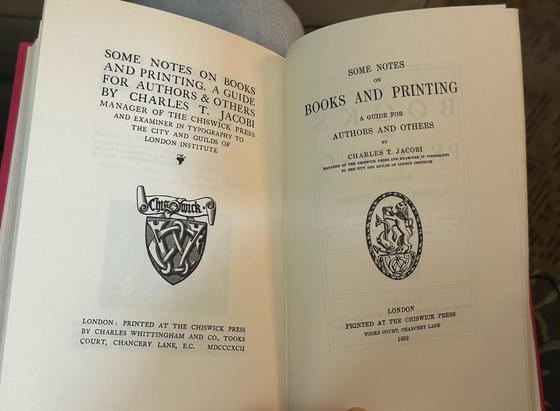 SOME NOTES ON BOOKS
AND PRINTING. A GUIDE
FOR AUTHORS & OTHERS
BY CHARLES T. JACOBI
MANAGER OF THE CHISWICK PRESS
AND EXAMINER IN TYPOGRAPHY TO
THE CITY AND GUILDS OF
LONDON INSTITUTE
Chiswick.
LONDON: PRINTED AT THE CHISWICK PRESS
BY CHARLES WHITTINGHAM AND CO., TOOKS
COURT, CHANCERY LANE, E.C. MDCCCXCII
SOME NOTES
ON
BOOKS AND PRINTING
A GUIDE FOR
AUTHORS AND OTHERS
BY
CHARLES T. JACOBI
MANAGER OF THE CHISWICK PRESS AND EXAMINER IN TYPOGRAPHY
TO THE CITY AND GUILDS OF LONDON INSTITUTE
LONDON
PRINTED AT THE CHISWICK PRESS
TOOKS COURT, CHANCERY LANE
1892